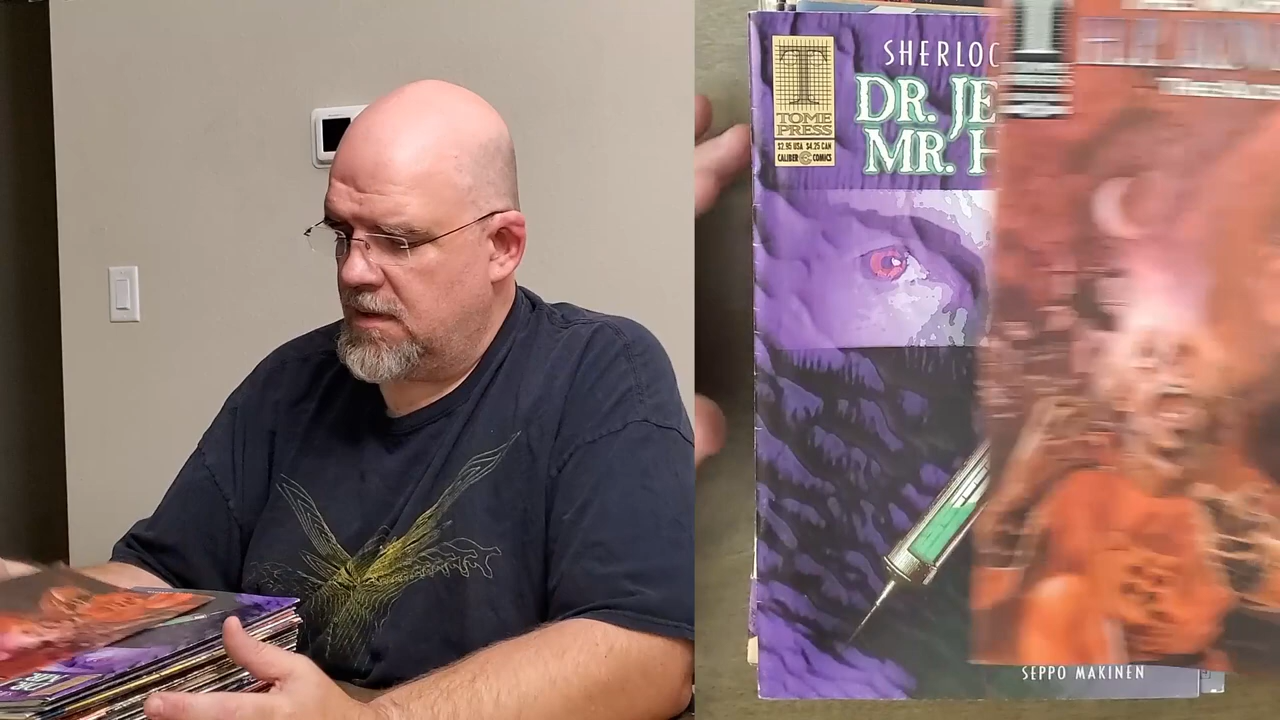 SHERLOC
DR. JE
MR. H
T
TOME
PRESS
$2.95 USA $4.25 CAN
CALIBER COMICS
SEPPO MAKINEN